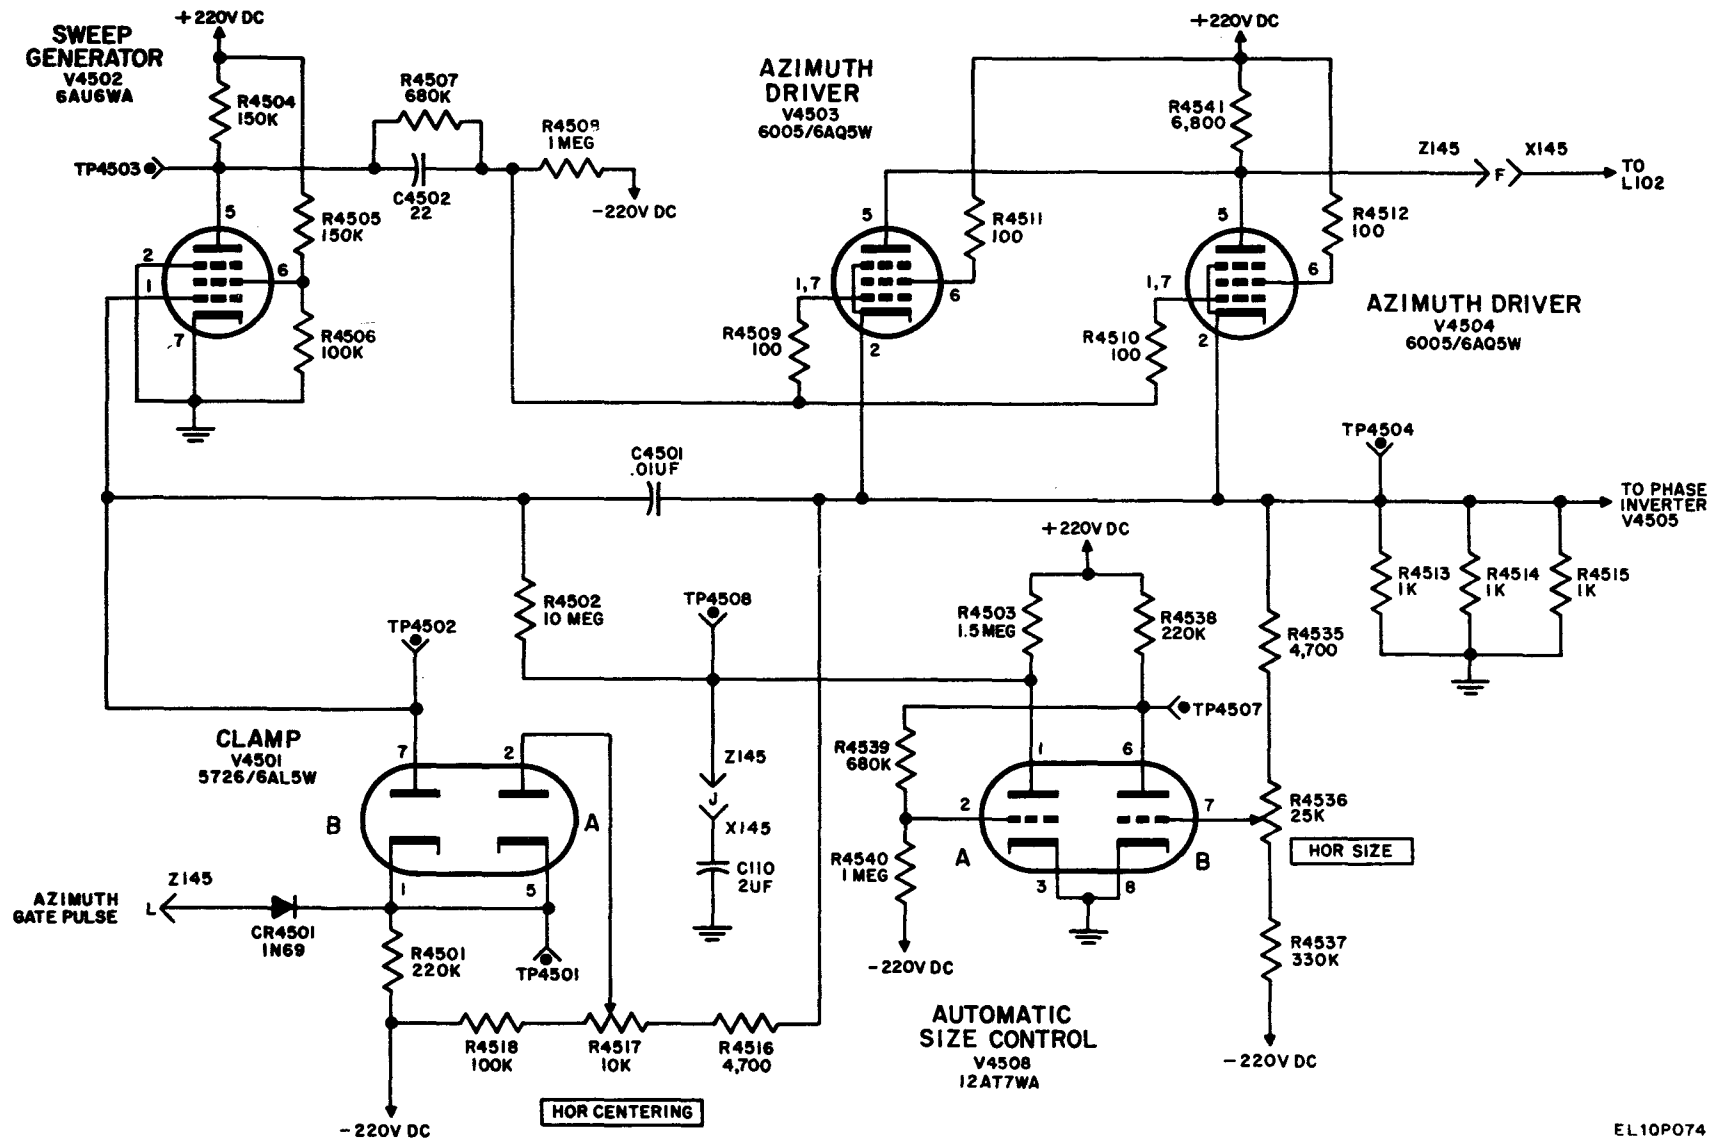 +220V DC
SWEEP
GENERATOR
V4502
6AU6WA
R4504
150K
TP4503
R4507
680K
C4502
22
R4508
1 MEG
-220V DC
5
2
1
6
7
R4505
150K
R4506
100K
AZIMUTH
DRIVER
V4503
6005/6AQ5W
+220V DC
R4541
6,800
Z145
F
X145
TO
L102
5
1,7
6
2
R4511
100
R4509
100
5
1,7
6
2
R4512
100
R4510
100
AZIMUTH DRIVER
V4504
6005/6AQ5W
C4501
.01UF
TP4504
TO PHASE
INVERTER
V4505
R4513
1K
R4514
1K
R4515
1K
R4502
10 MEG
TP4502
TP4508
+220V DC
R4503
1.5 MEG
R4538
220K
R4535
4,700
TP4507
CLAMP
V4501
5726/6AL5W
7
2
B
A
1
5
Z145
J
X145
C110
2UF
R4539
680K
R4540
1 MEG
-220V DC
1
6
2
7
A
B
3
8
R4536
25K
HOR SIZE
R4537
330K
-220V DC
AZIMUTH
GATE PULSE
Z145
L
CR4501
1N69
R4501
220K
TP4501
R4518
100K
R4517
10K
R4516
4,700
HOR CENTERING
-220V DC
AUTOMATIC
SIZE CONTROL
V4508
12AT7WA
EL10P074